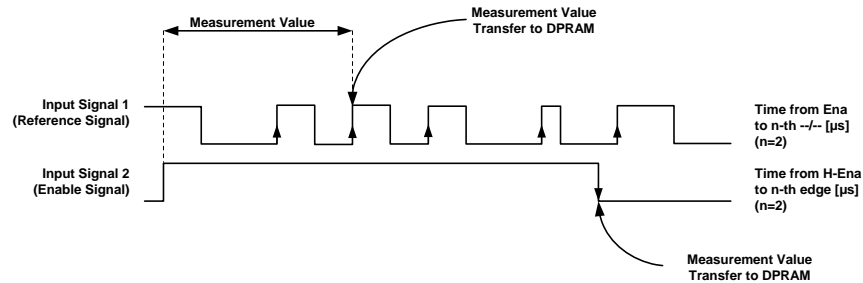 Measurement Value
Measurement Value
Transfer to DPRAM
Input Signal 1
(Reference Signal)
Time from Ena
to n-th --/-- [µs]
(n=2)
Input Signal 2
(Enable Signal)
Time from H-Ena
to n-th edge [µs]
(n=2)
Measurement Value
Transfer to DPRAM